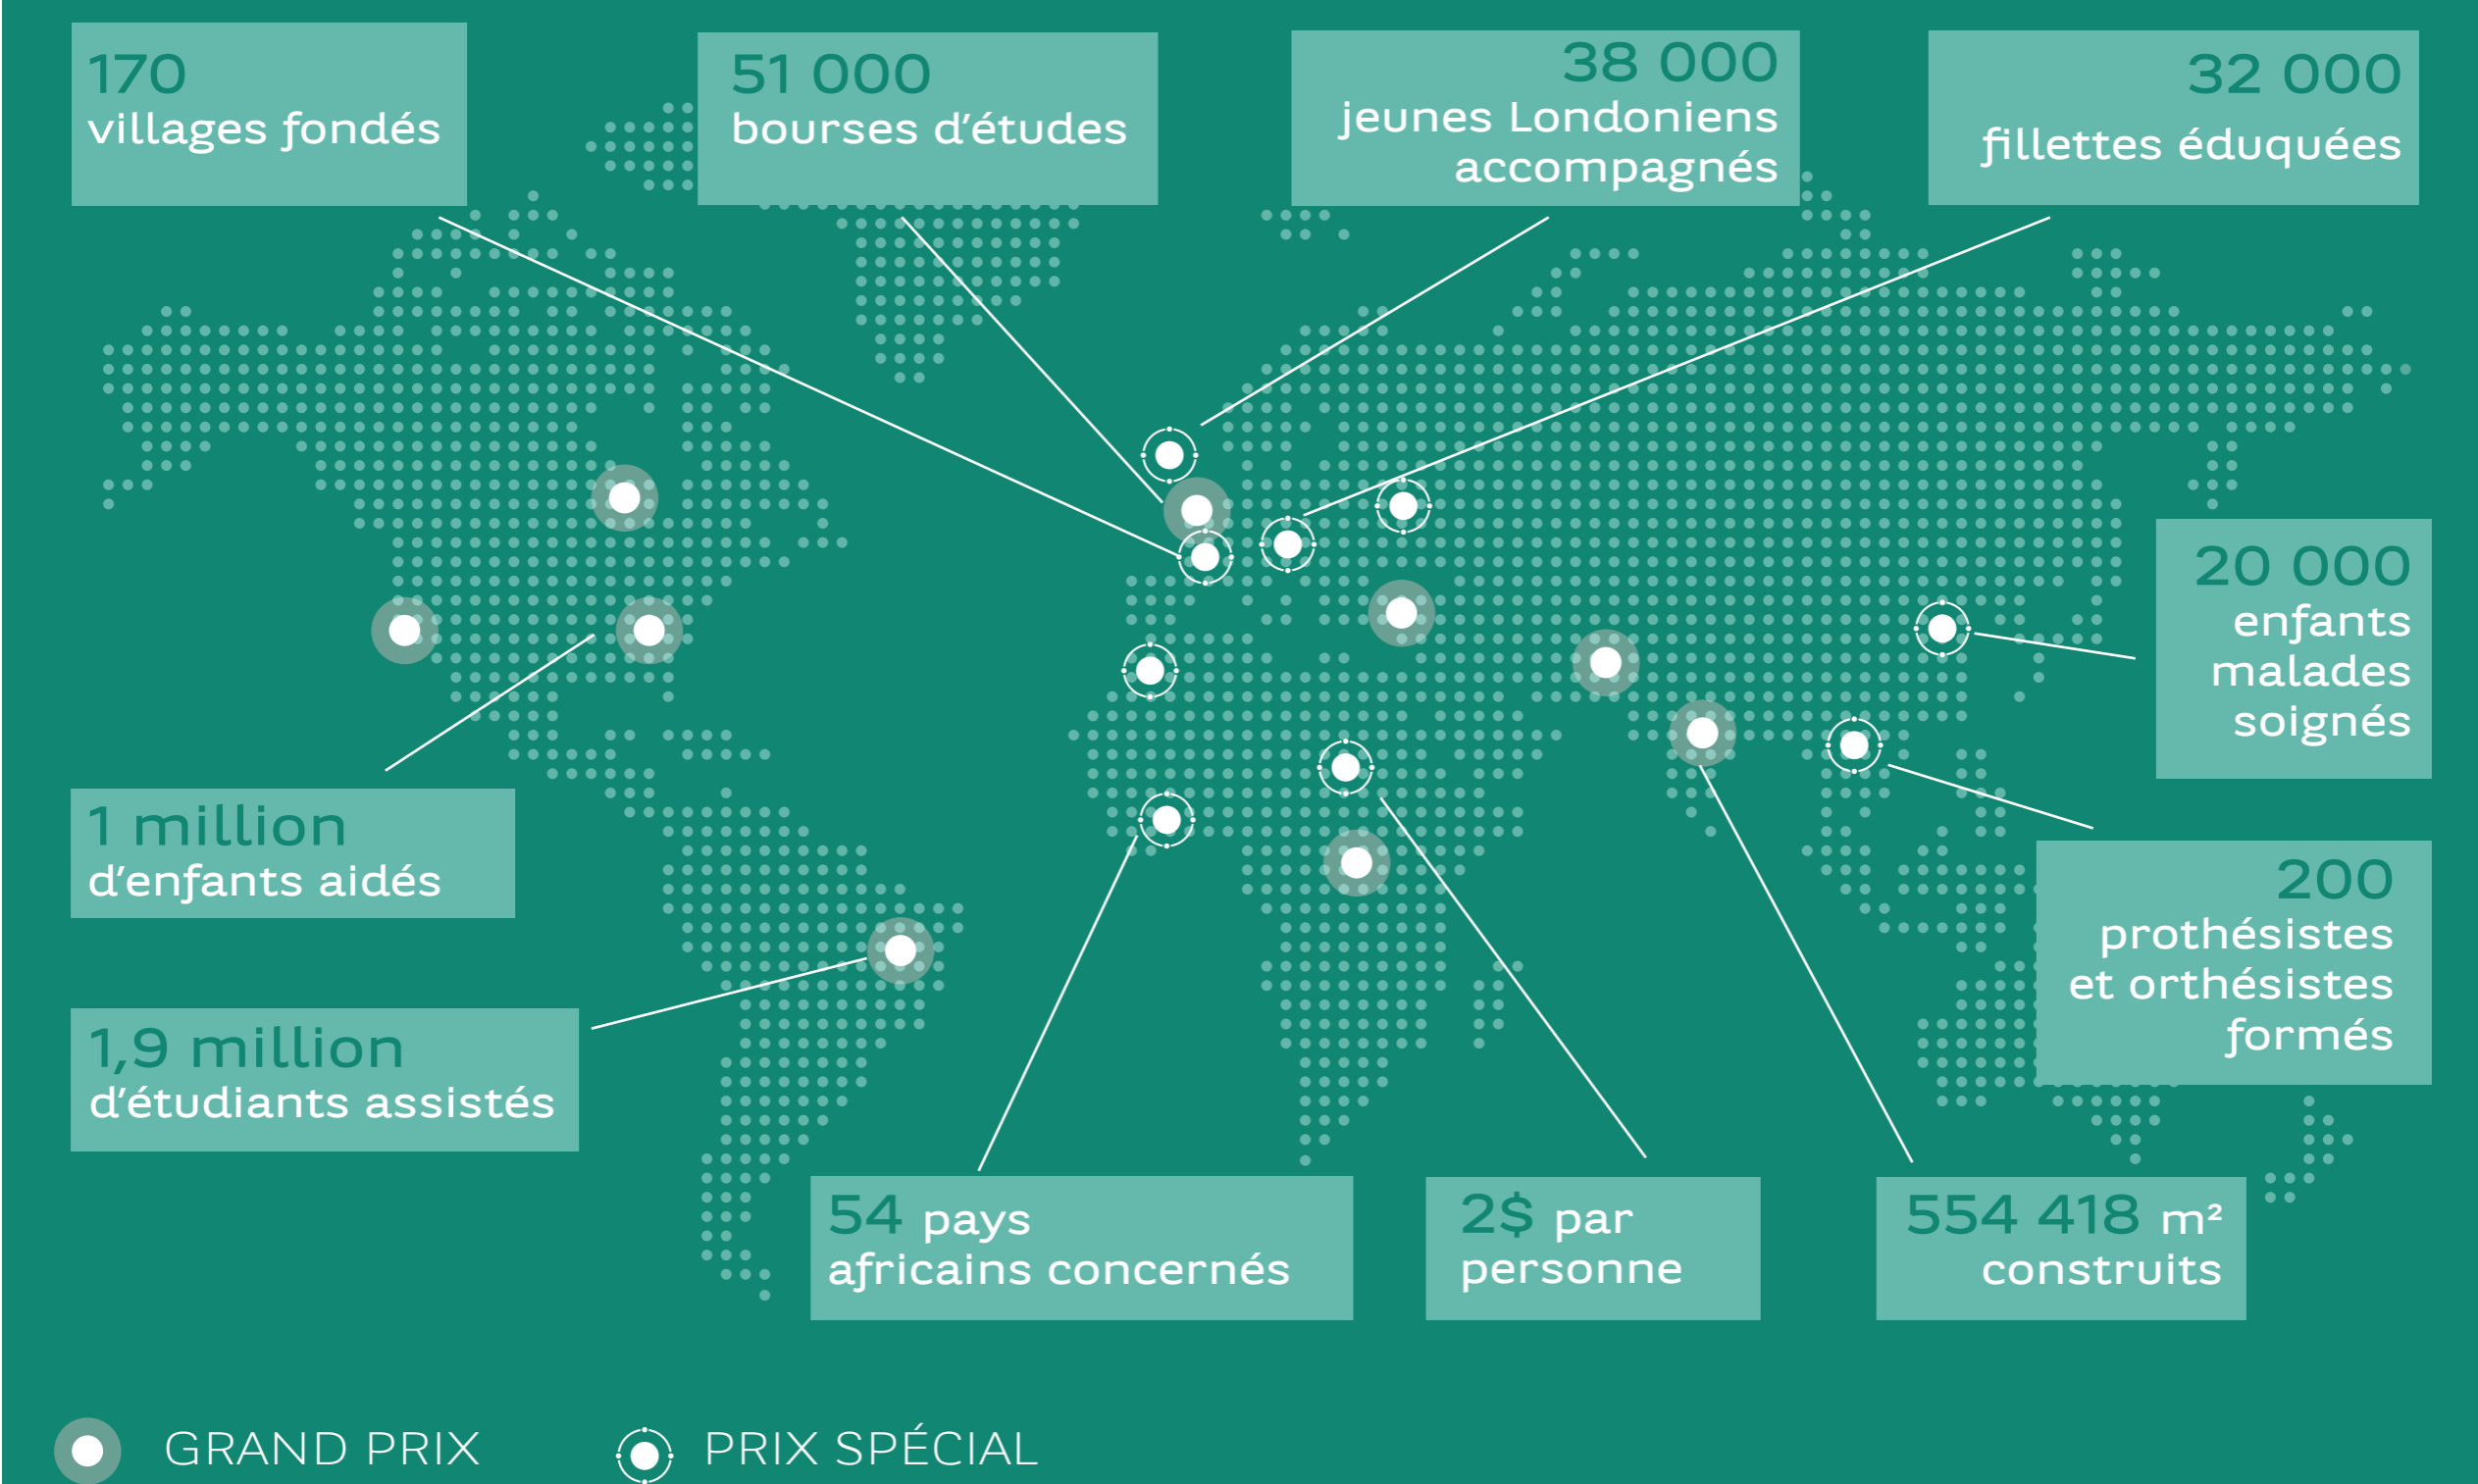 170
villages fondés
51 000
bourses d'études
38 000
jeunes Londoniens
accompagnés
32 000
fillettes éduquées
20 000
enfants
malades
soignés
1 million
d'enfants aidés
200
prothésistes
et orthésistes
formés
1,9 million
d'étudiants assistés
54 pays
africains concernés
2$ par
personne
554 418 m²
construits
GRAND PRIX
PRIX SPÉCIAL